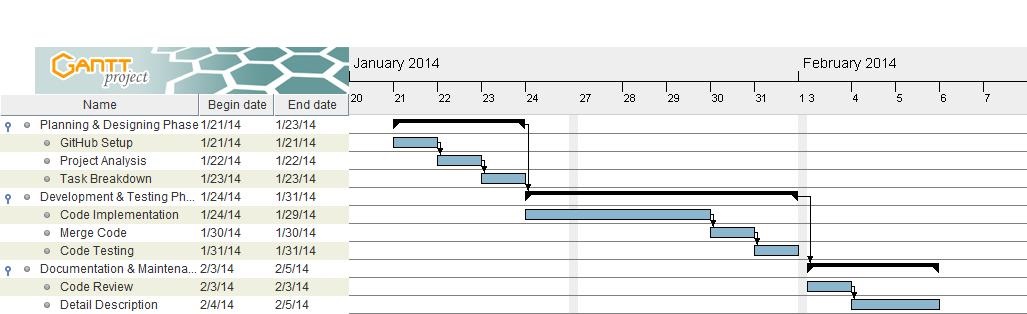 GANTT
project
January 2014
February 2014
Name Begin date End date
20 21 22 23 24 27 28 29 30 31 1 3 4 5 6 7
Planning & Designing Phase 1/21/14 1/23/14
GitHub Setup 1/21/14 1/21/14
Project Analysis 1/22/14 1/22/14
Task Breakdown 1/23/14 1/23/14
Development & Testing Ph... 1/24/14 1/31/14
Code Implementation 1/24/14 1/29/14
Merge Code 1/30/14 1/30/14
Code Testing 1/31/14 1/31/14
Documentation & Maintena... 2/3/14 2/5/14
Code Review 2/3/14 2/3/14
Detail Description 2/4/14 2/5/14